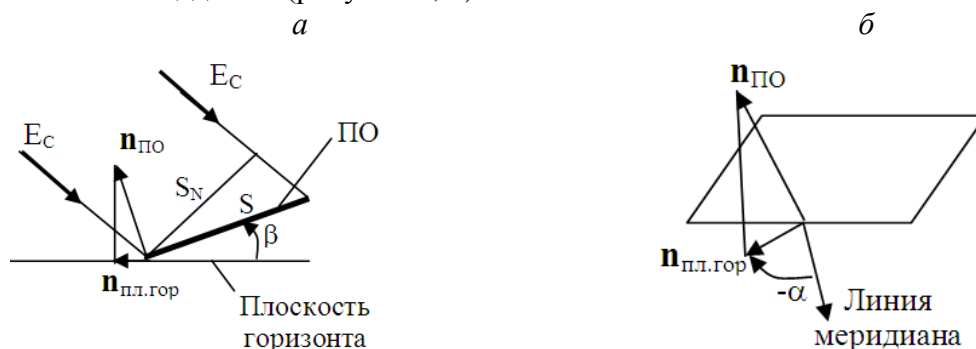 а
б
E_C
E_C
n_ПО
ПО
S_N
S
β
n_пл.гор
Плоскость
горизонта
n_ПО
n_пл.гор
-α
Линия
меридиана